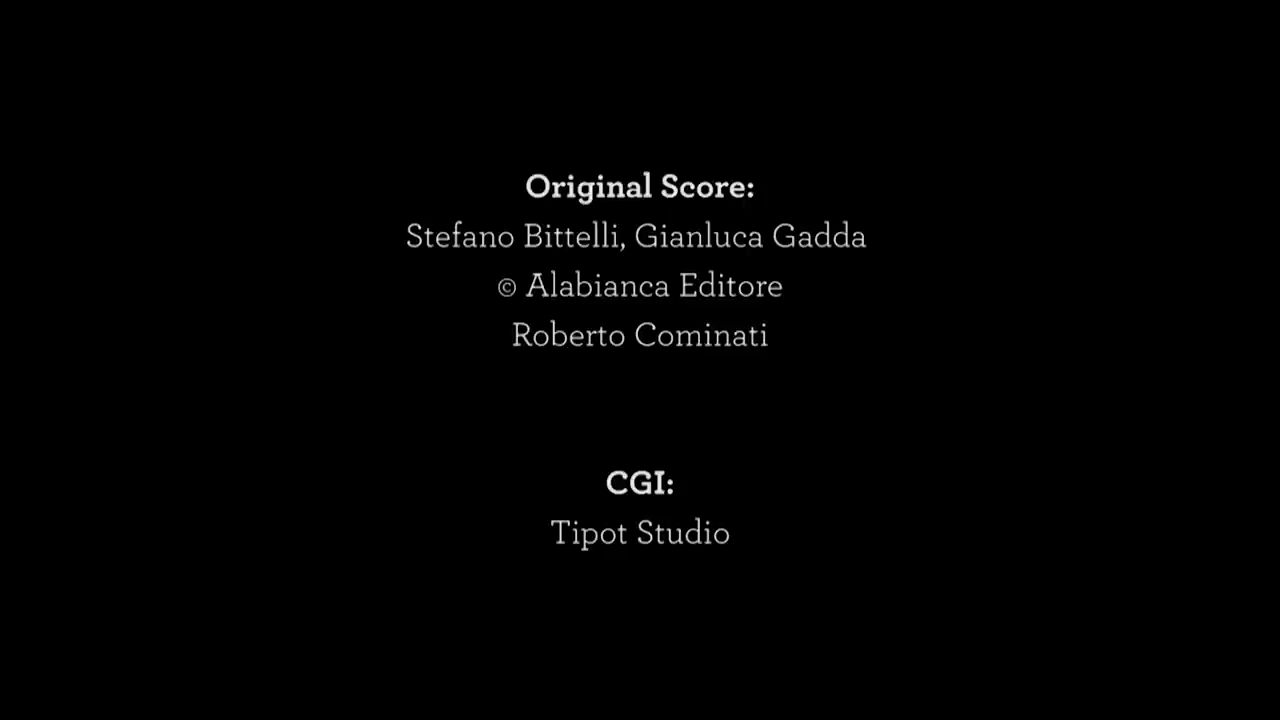 Original Score:
Stefano Bittelli, Gianluca Gadda
© Alabianca Editore
Roberto Cominati
CGI:
Tipot Studio